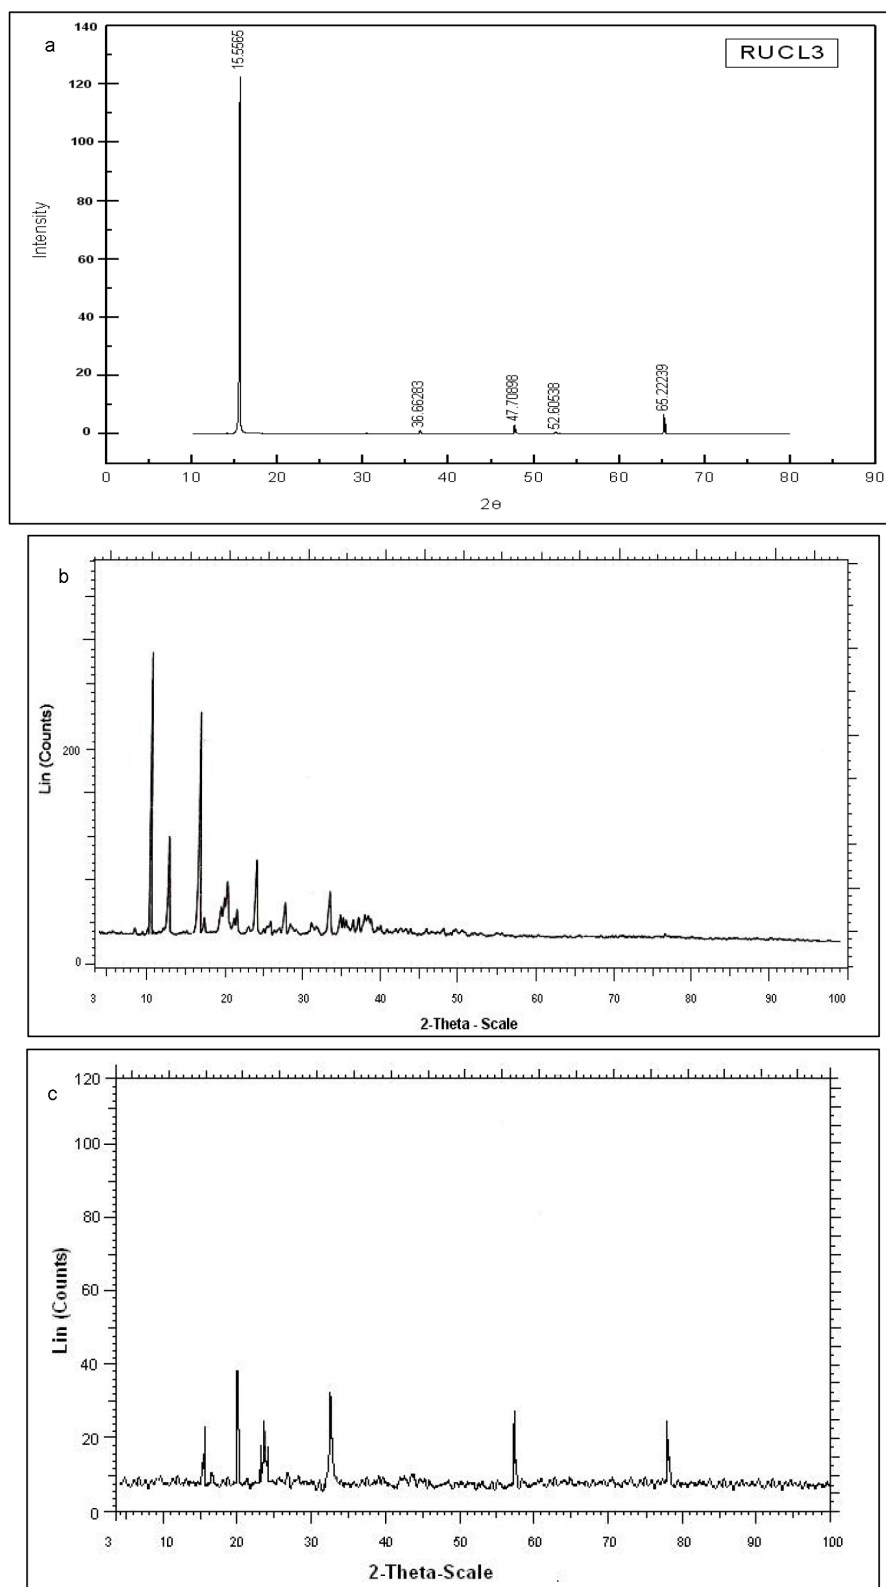 a
RUCL3
15.5565
36.66283
47.70898
52.60538
65.22239
Intensity
140
120
100
80
60
40
20
0
0 10 20 30 40 50 60 70 80 90
2θ
b
Lin (Counts)
200
0
3 10 20 30 40 50 60 70 80 90 100
2-Theta - Scale
c
Lin (Counts)
120
100
80
60
40
20
0
3 10 20 30 40 50 60 70 80 90 100
2-Theta-Scale